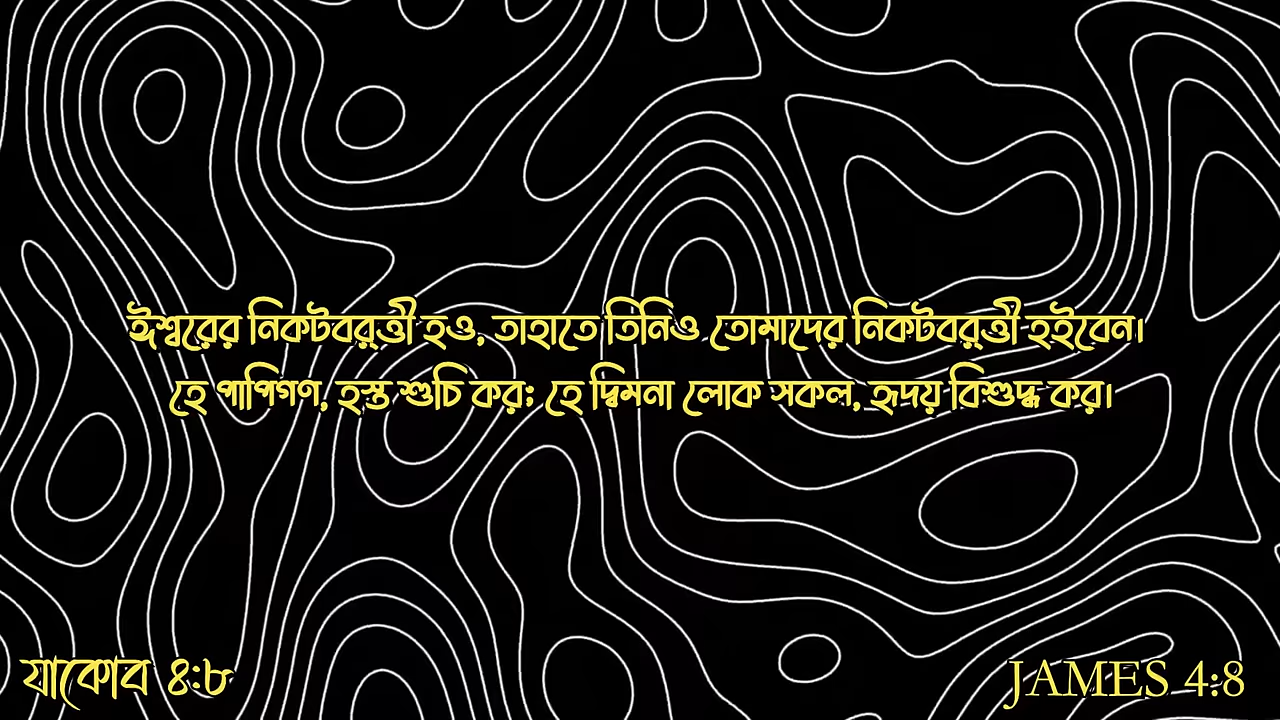 ঈশ্বরের নিকটবর্ত্তী হও, তাহাতে তিনিও তোমাদের নিকটবর্ত্তী হইবেন।
হে পাপিগণ, হস্ত শুচি কর; হে দ্বিমনা লোক সকল, হৃদয় বিশুদ্ধ কর।
যাকোব ৪:৮
JAMES 4:8